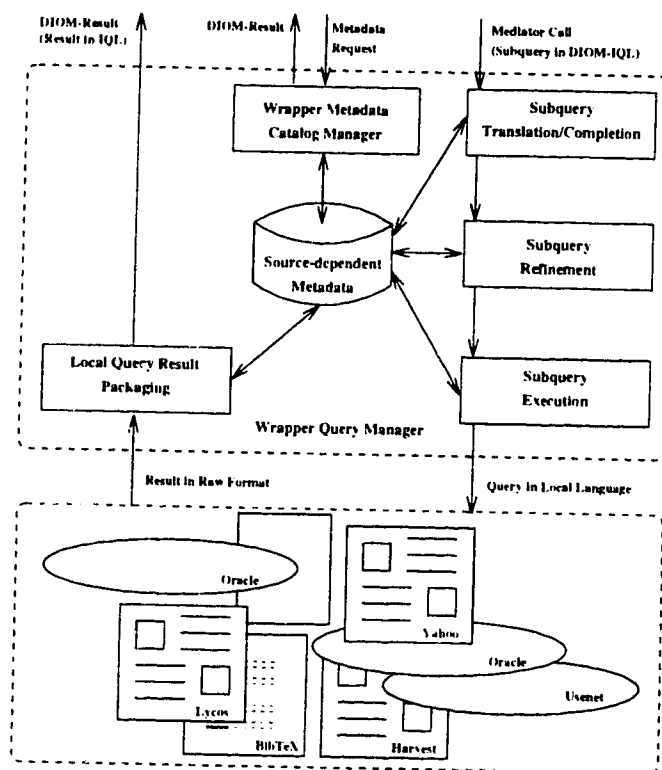 DIOM-Result
(Result in IQL)
DIOM-Result
Metadata
Request
Mediator Call
(Subquery in DIOM-IQL)
Wrapper Metadata
Catalog Manager
Subquery
Translation/Completion
Source-dependent
Metadata
Subquery
Refinement
Local Query Result
Packaging
Subquery
Execution
Wrapper Query Manager
Result in Raw Format
Query in Local Language
Oracle
Yahoo
Oracle
Usenet
Lycos
BibTeX
Harvest